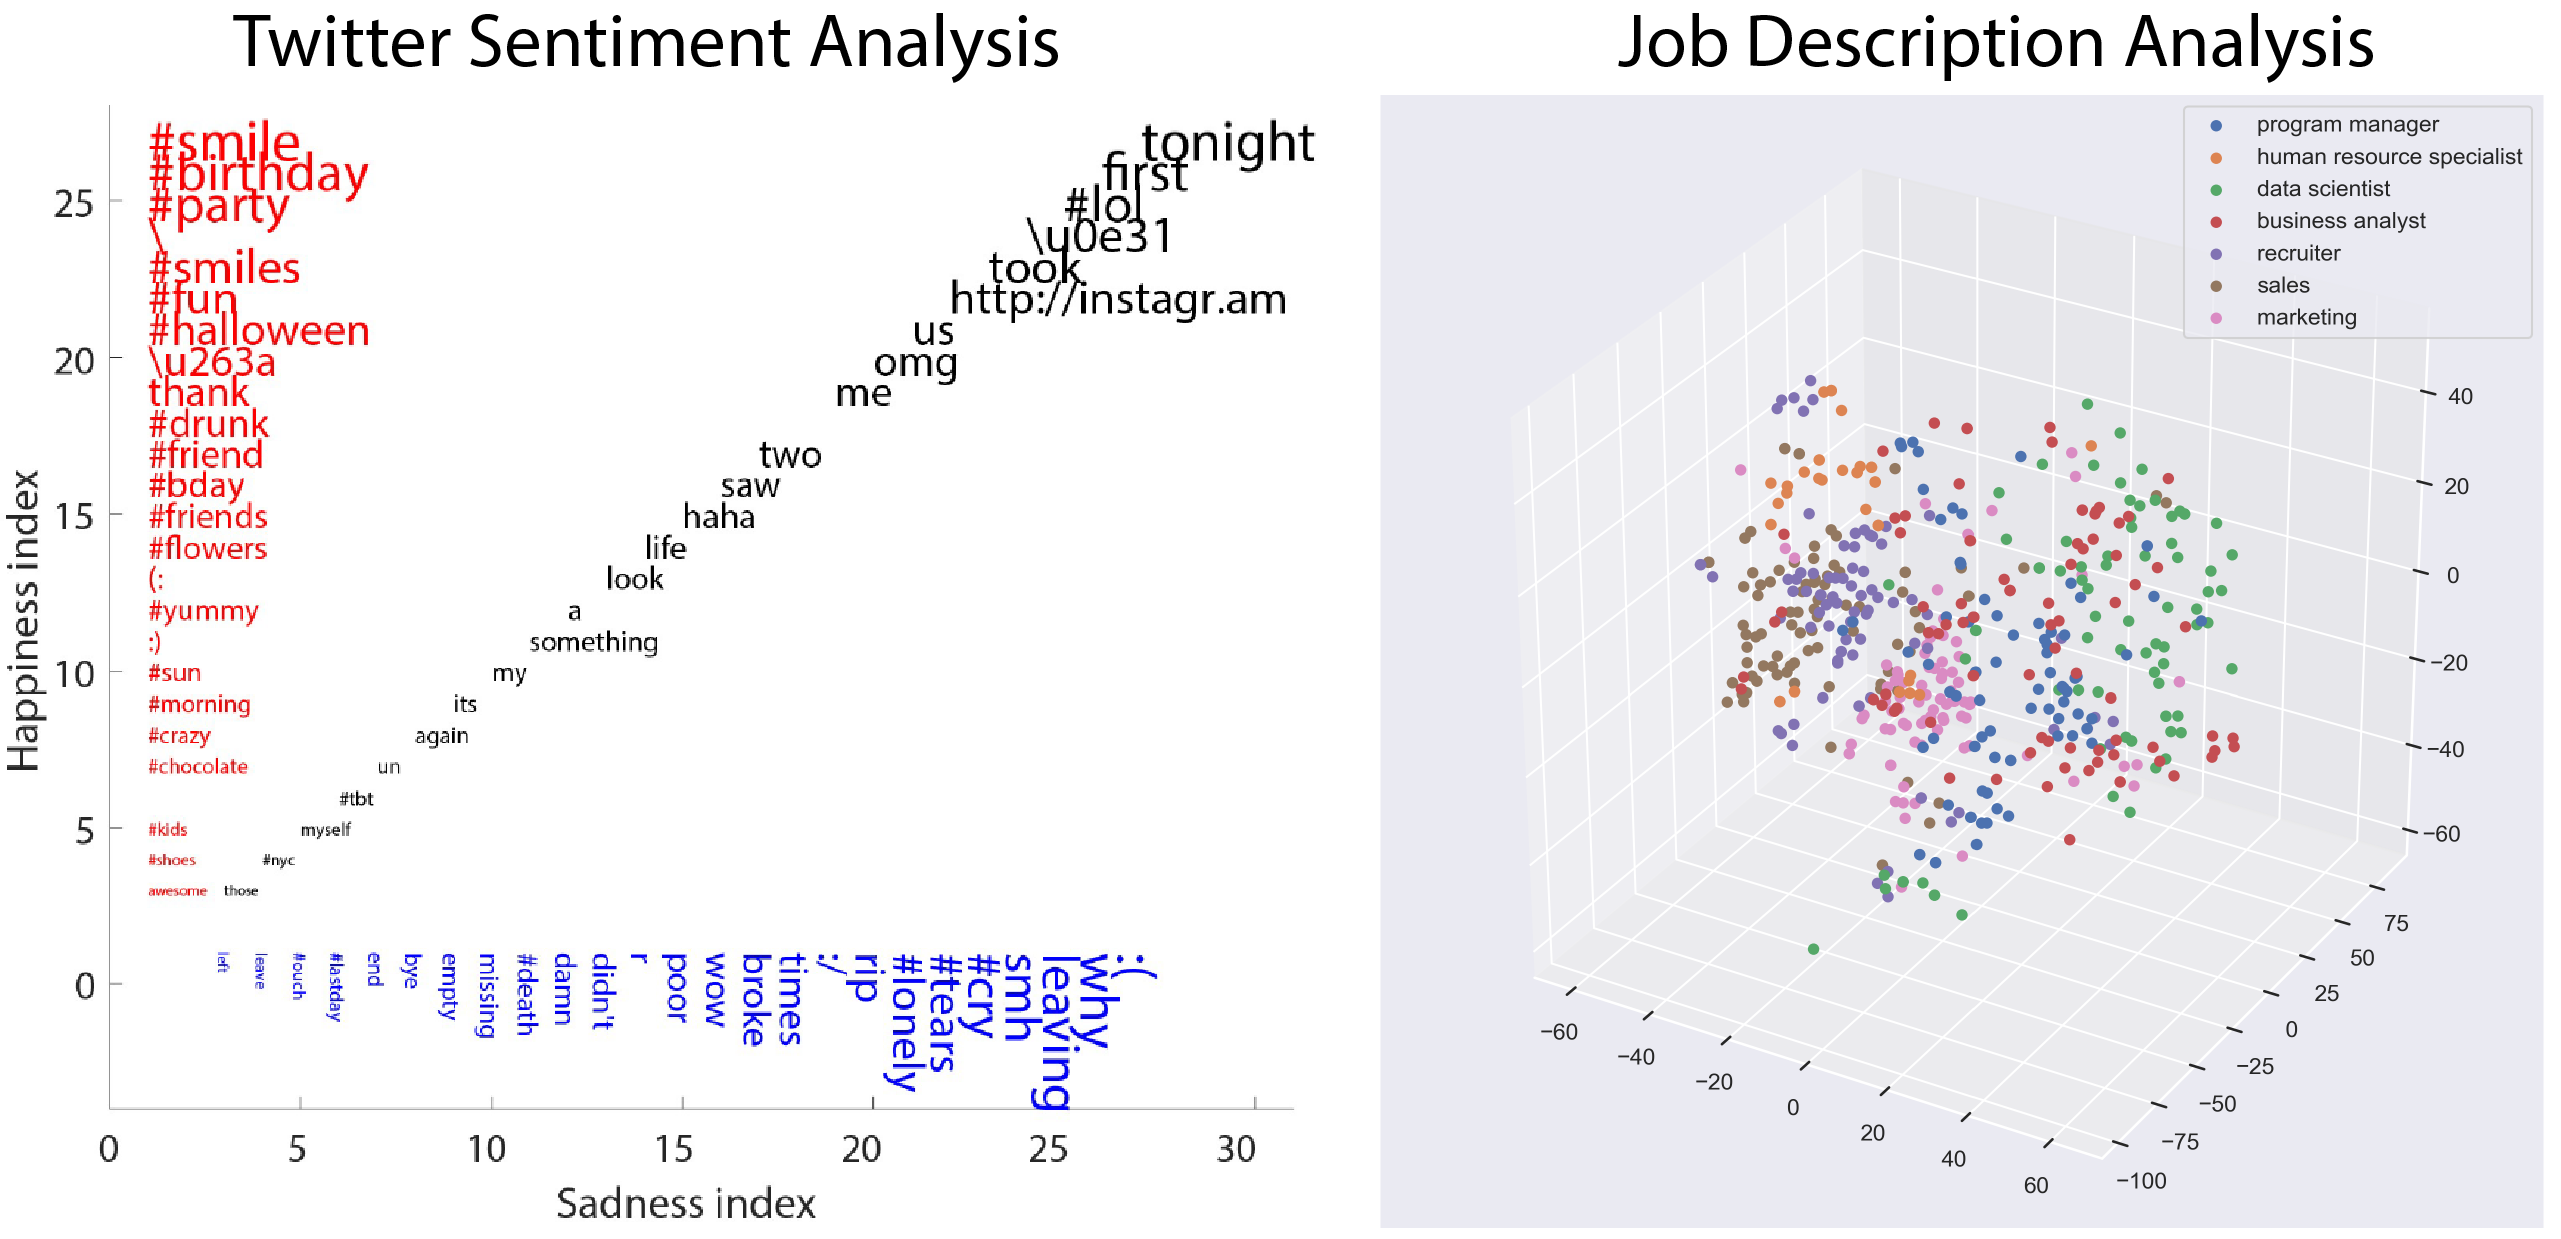 Twitter Sentiment Analysis
Happiness index
25
20
15
10
5
0
#smile
#birthday
#party
\
#smiles
#fun
#halloween
\u263a
thank
#drunk
#friend
#bday
#friends
#flowers
(:
#yummy
:)
#sun
#morning
#crazy
#chocolate
#kids
#shoes
awesome
tonight
first
#lol
\u0e31
took
http://instagr.am
us
omg
me
two
saw
haha
life
look
a
something
my
its
again
un
#tbt
myself
#nyc
those
left
leave
#ouch
#lastday
end
bye
empty
missing
#death
damn
didn't
r
poor
wow
broke
times
:/
rip
#lonely
#tears
#cry
smh
leaving
why
:(
0 5 10 15 20 25 30
Sadness index
Job Description Analysis
program manager
human resource specialist
data scientist
business analyst
recruiter
sales
marketing
40
20
0
−20
−40
−60
75
50
25
0
−25
−50
−75
−100
−60
−40
−20
0
20
40
60